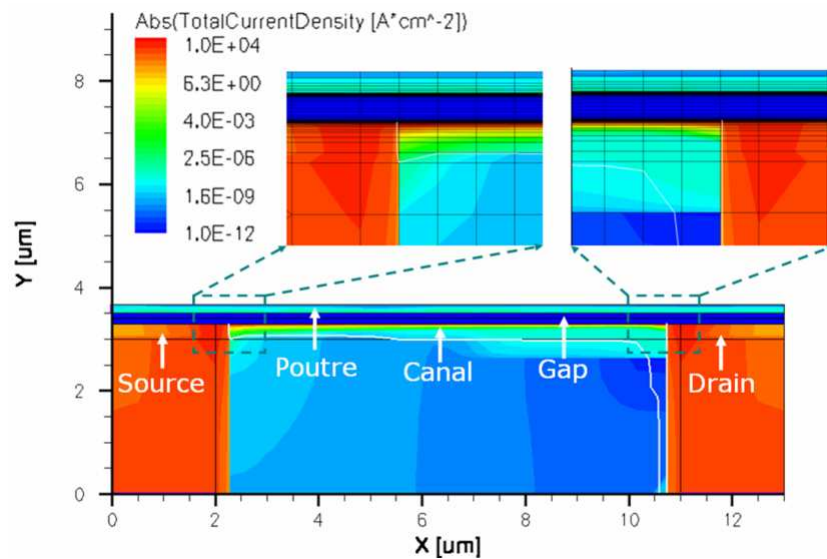 Abs(TotalCurrentDensity [A*cm^-2])
1.0E+04
6.3E+00
4.0E-03
2.5E-06
1.6E-09
1.0E-12
8
6
4
2
0
Y [um]
Source
Poutre
Canal
Gap
Drain
0 2 4 6 8 10 12
X [um]